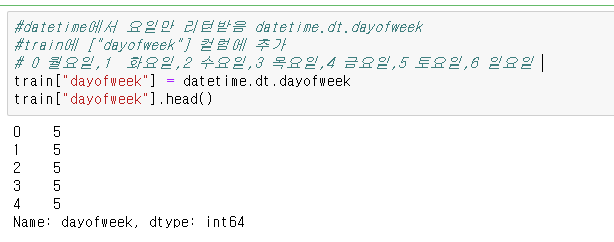 #datetime에서 요일만 리턴받음 datetime.dt.dayofweek
#train에 ["dayofweek"] 컬럼에 추가
# 0 월요일,1  화요일,2 수요일,3 목요일,4 금요일,5 토요일,6 일요일
train["dayofweek"] = datetime.dt.dayofweek
train["dayofweek"].head()
0    5
1    5
2    5
3    5
4    5
Name: dayofweek, dtype: int64